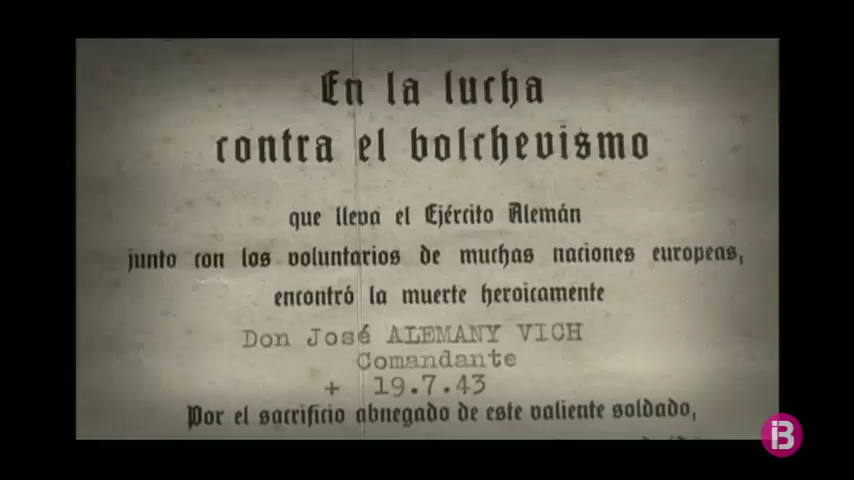 En la lucha
contra el bolchevismo
que lleva el Ejército Alemán
junto con los voluntarios de muchas naciones europeas,
encontró la muerte heroicamente
Don José ALEMANY VICH
Comandante
+ 19.7.43
Por el sacrificio abnegado de este valiente soldado,
iB